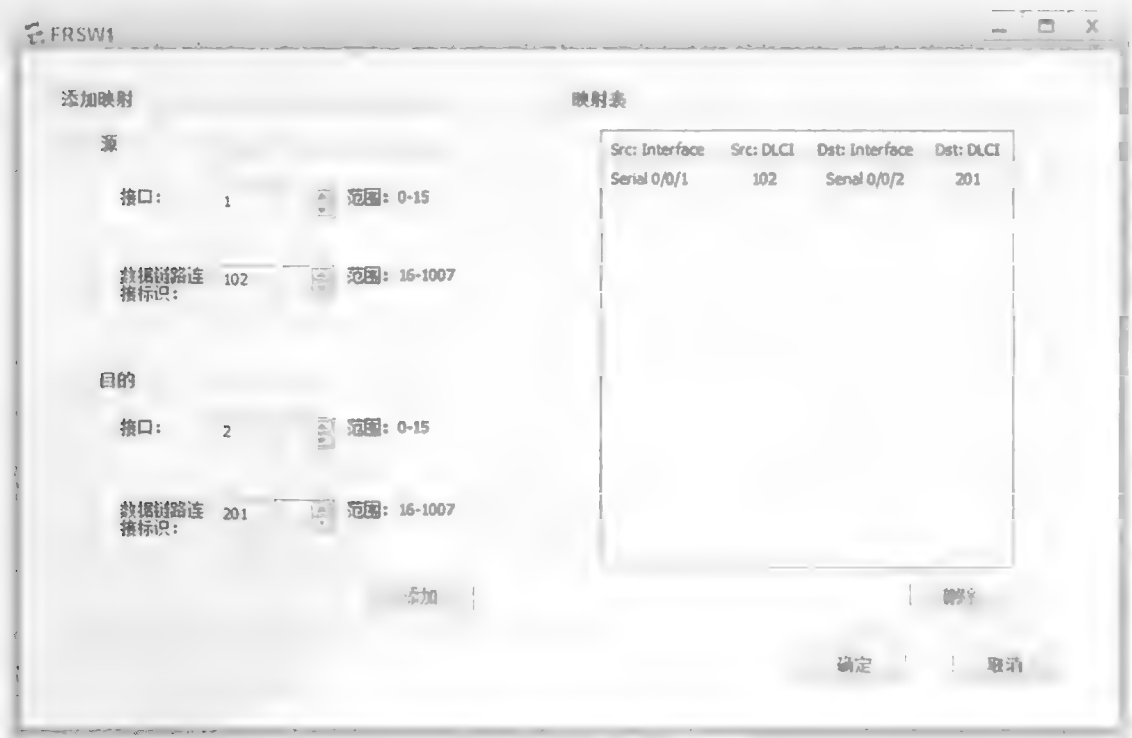 FRSW1
添加映射
源
接口: 1 范围: 0-15
数据链路连接标识: 102 范围: 16-1007
目的
接口: 2 范围: 0-15
数据链路连接标识: 201 范围: 16-1007
添加
映射表
Src: Interface Src: DLCI Dst: Interface Dst: DLCI
Serial 0/0/1 102 Serial 0/0/2 201
删除
确定 取消